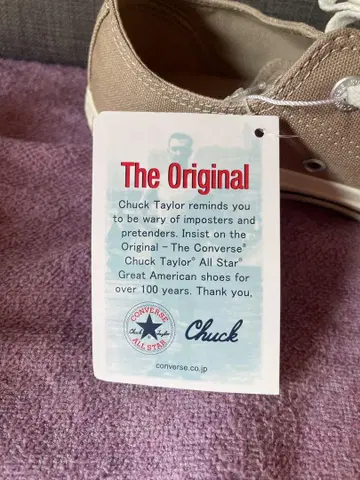 The Original
Chuck Taylor reminds you
to be wary of imposters and
pretenders. Insist on the
Original – The Converse®
Chuck Taylor® All Star®
Great American shoes for
over 100 years. Thank you,
CONVERSE
Chuck Taylor
ALL STAR
Chuck
converse.co.jp